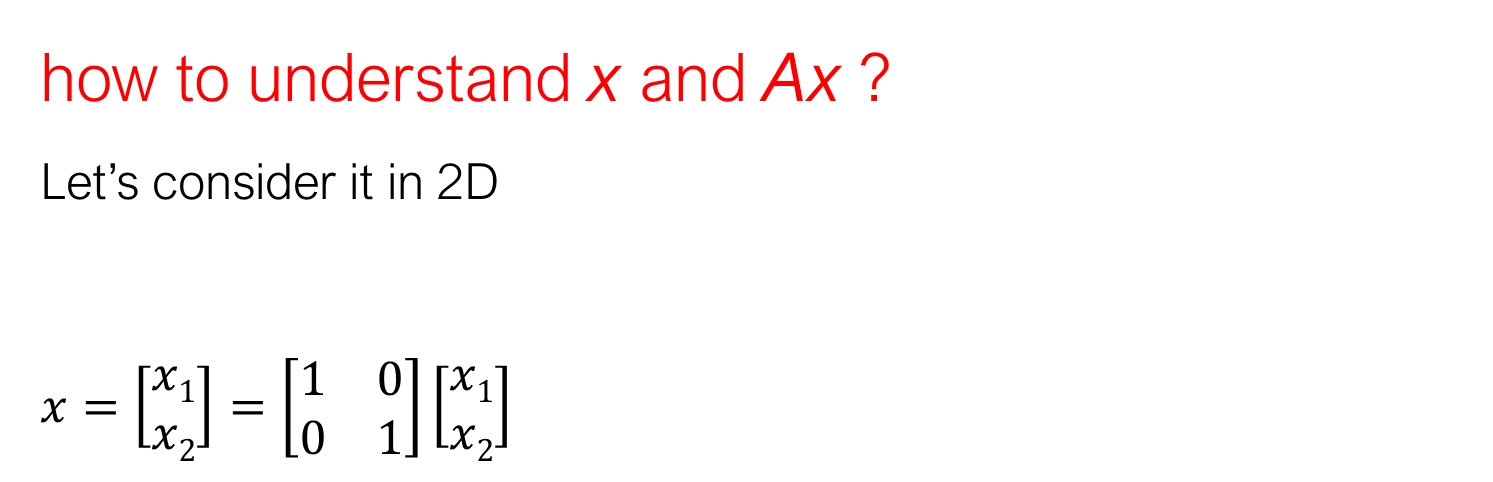 how to understand x and Ax ?
Let’s consider it in 2D
x = [x₁ x₂] = [1 0 0 1] [x₁ x₂]